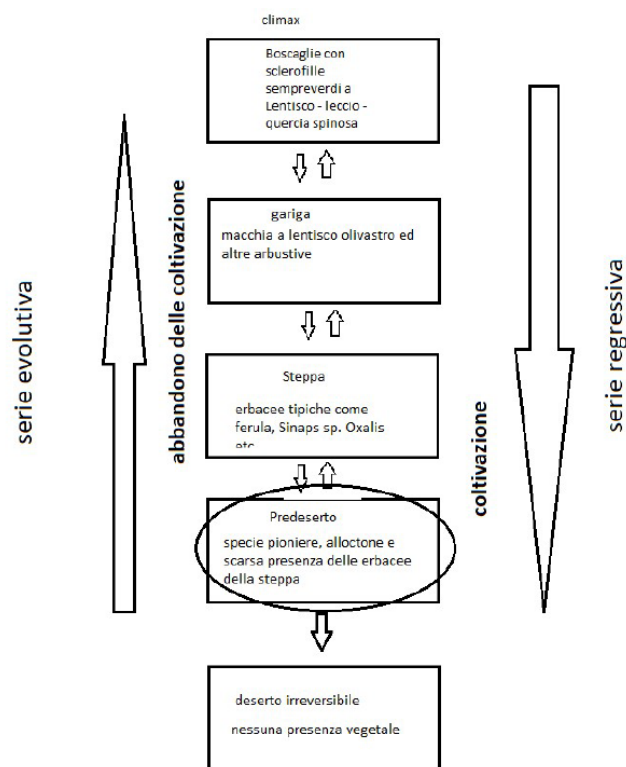 climax
Boscaglie con
sclerofille
sempreverdi a
Lentisco - leccio -
quercia spinosa
gariga
macchia a lentisco olivastro ed
altre arbustive
Steppa
erbacee tipiche come
ferula, Sinaps sp. Oxalis
etc
Predeserto
specie pioniere, alloctone e
scarsa presenza delle erbacee
della steppa
deserto irreversibile
nessuna presenza vegetale
serie evolutiva
abbandono delle coltivazione
coltivazione
serie regressiva